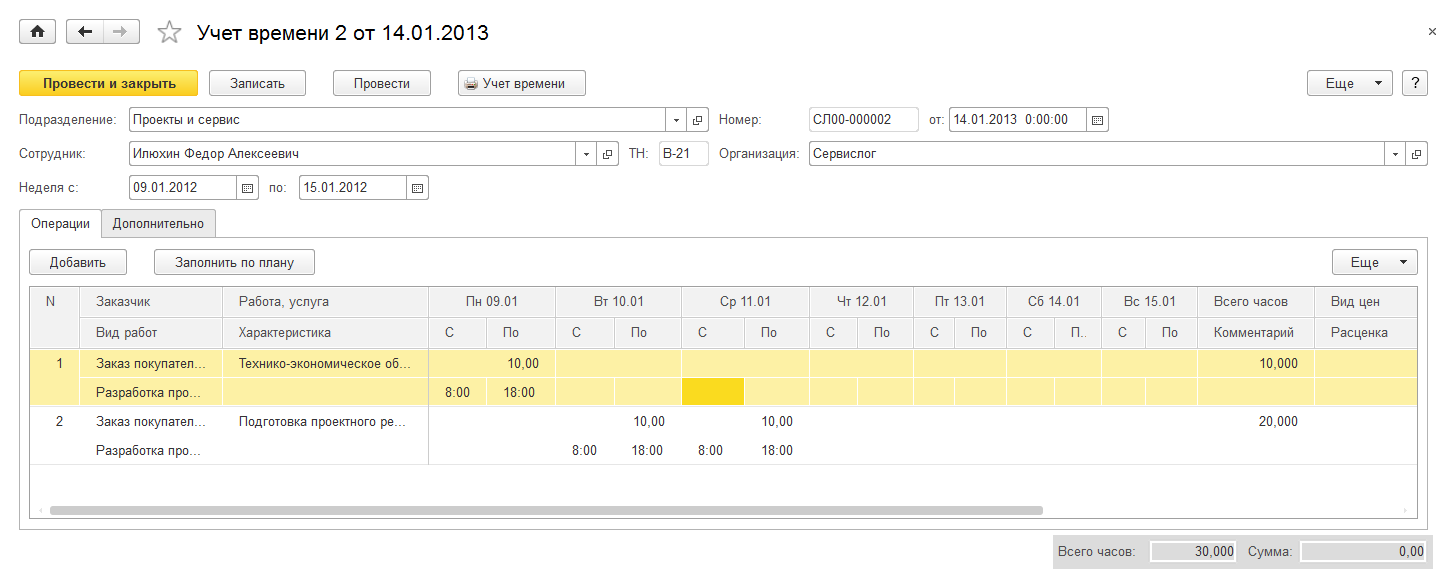 Учет времени 2 от 14.01.2013 ×
Провести и закрыть Записать Провести Учет времени Еще ?
Подразделение: Проекты и сервис Номер: СЛ00-000002 от: 14.01.2013 0:00:00
Сотрудник: Илюхин Федор Алексеевич ТН: В-21 Организация: Сервислог
Неделя с: 09.01.2012 по: 15.01.2012
Операции Дополнительно
Добавить Заполнить по плану Еще
N Заказчик Работа, услуга Пн 09.01 Вт 10.01 Ср 11.01 Чт 12.01 Пт 13.01 Сб 14.01 Вс 15.01 Всего часов Вид цен
Вид работ Характеристика С По С По С По С По С По С П.. С По Комментарий Расценка
1 Заказ покупател... Технико-экономическое об... 10,00 10,000
Разработка про... 8:00 18:00
2 Заказ покупател... Подготовка проектного ре... 10,00 10,00 20,000
Разработка про... 8:00 18:00 8:00 18:00
Всего часов: 30,000 Сумма: 0,00